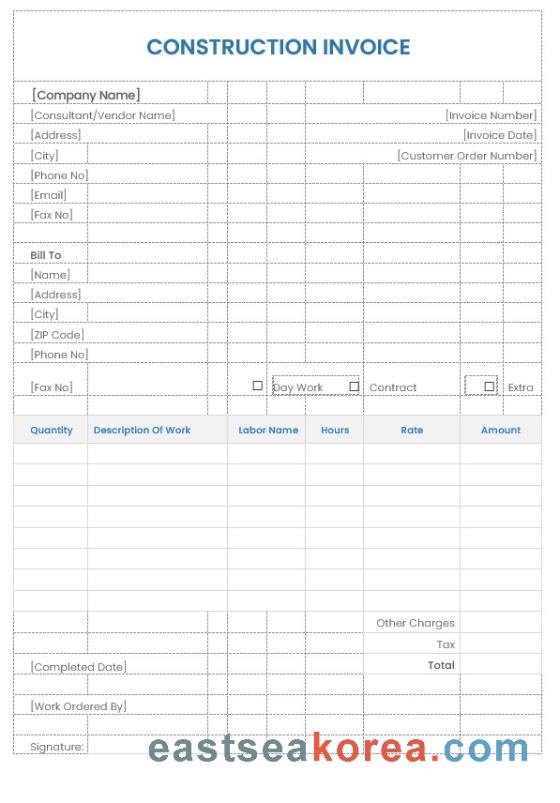 CONSTRUCTION INVOICE
[Company Name]
[Consultant/Vendor Name] [Invoice Number]
[Address] [Invoice Date]
[City] [Customer Order Number]
[Phone No]
[Email]
[Fax No]
Bill To
[Name]
[Address]
[City]
[ZIP Code]
[Phone No]
[Fax No] Day Work Contract Extra
Quantity Description Of Work Labor Name Hours Rate Amount
Other Charges
Tax
[Completed Date] Total
[Work Ordered By]
Signature:
eastseakorea.com